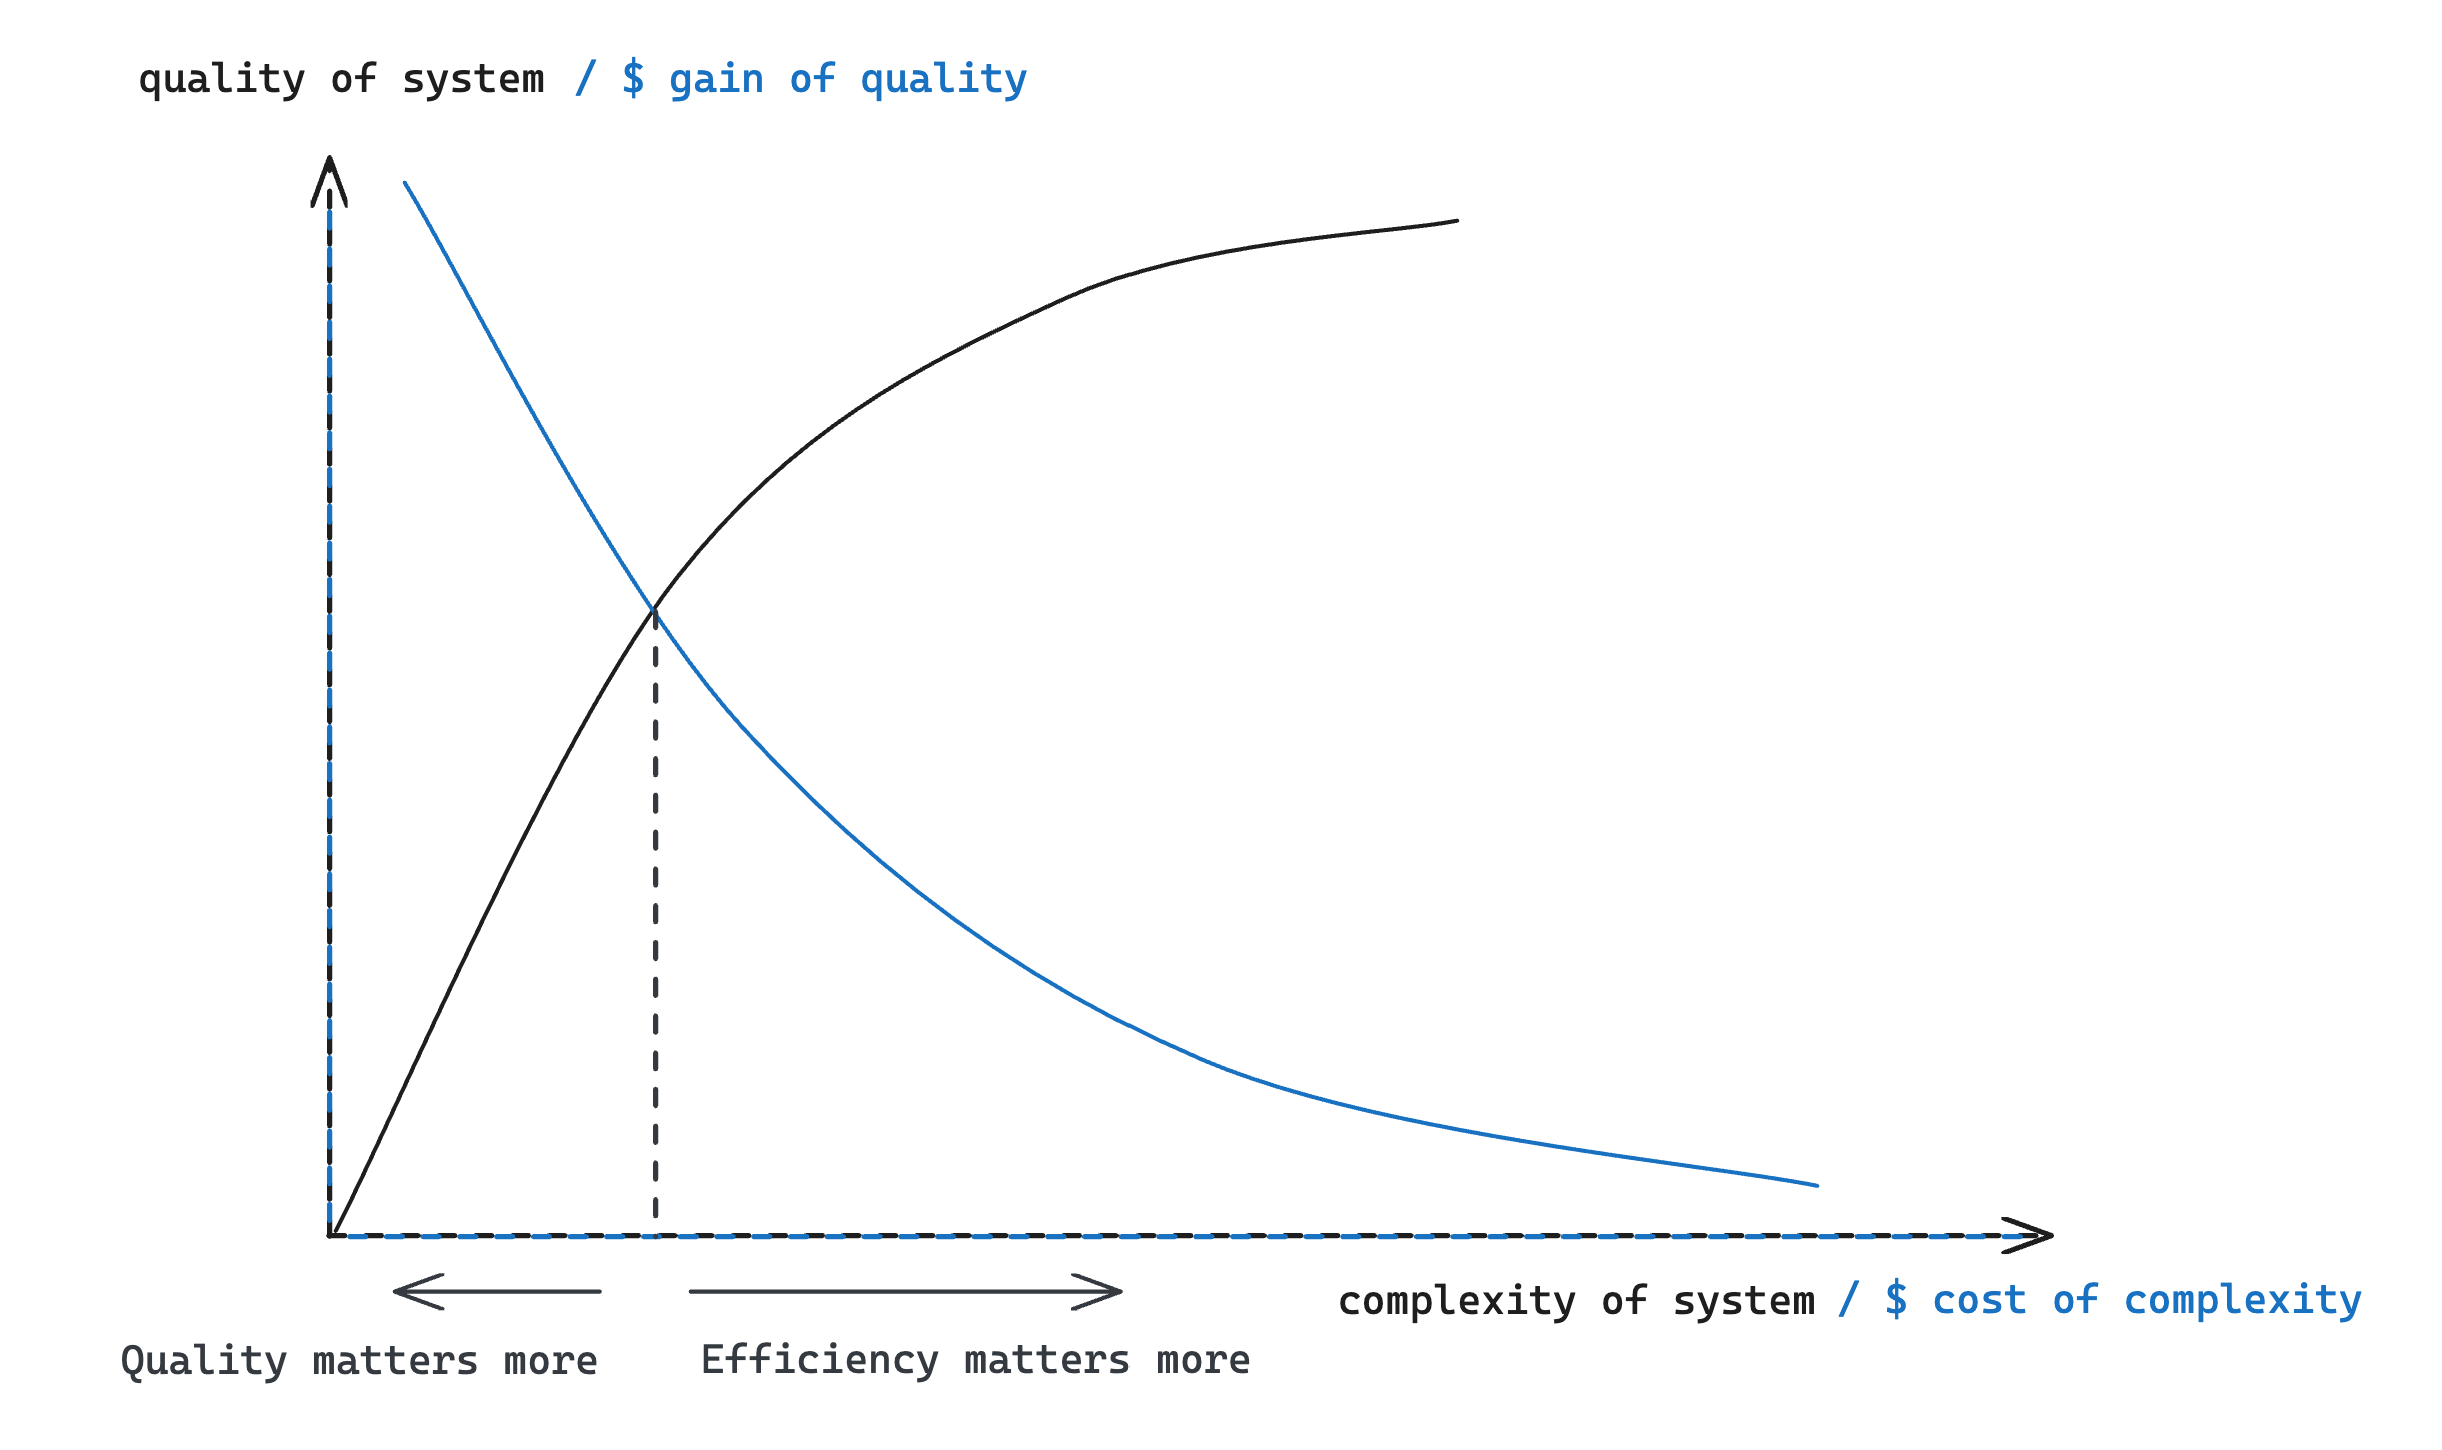 quality of system / $ gain of quality
complexity of system / $ cost of complexity
Quality matters more
Efficiency matters more